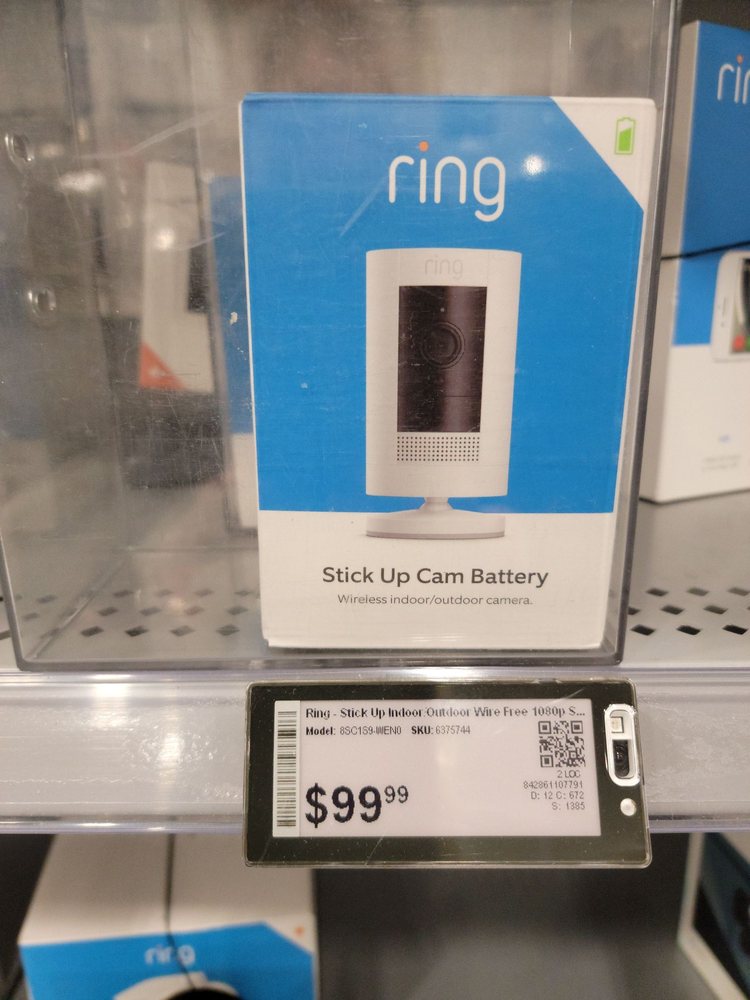 ring
ring
Stick Up Cam Battery
Wireless indoor/outdoor camera.
Ring - Stick Up Indoor/Outdoor Wire Free 1080p S...
Model: 8SC1S9-WEN0 SKU: 6375744
2 LOC
842861107791
D: 12 C: 672
S: 1385
$99.99
ring